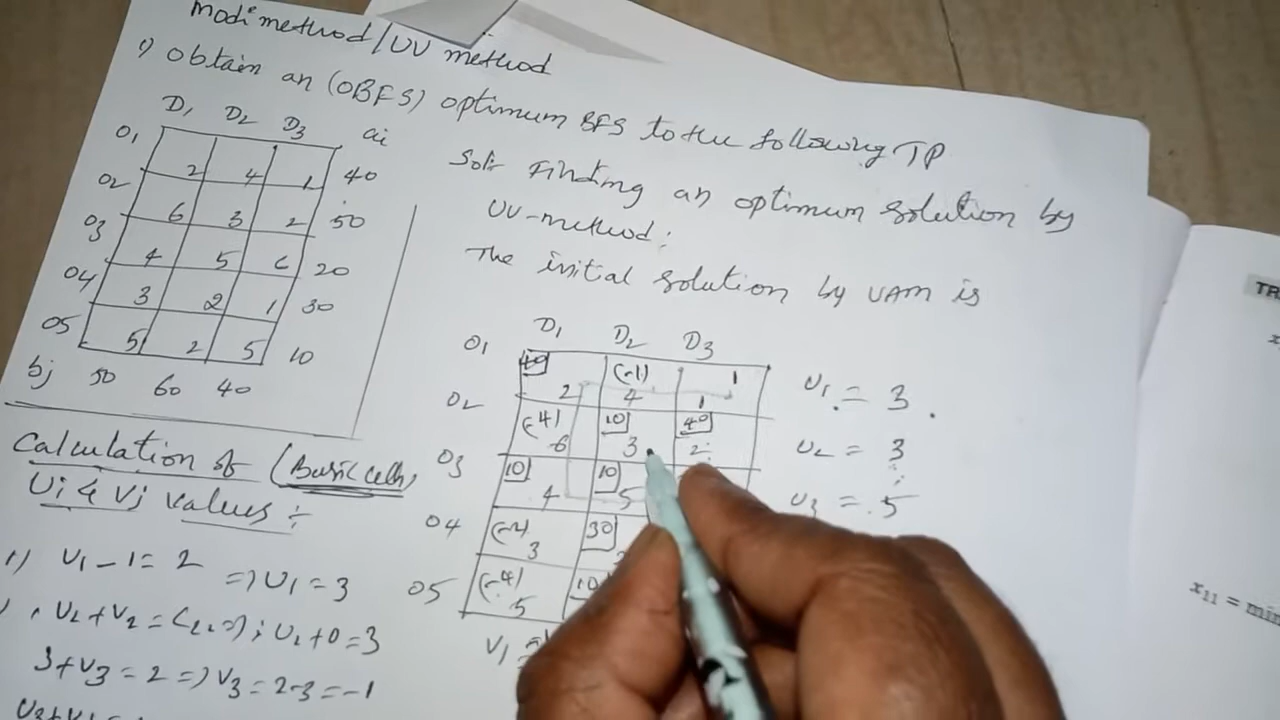 Modi method/UV method
1) Obtain an (OBFS) optimum BFS to the following TP
D1 D2 D3 ai
O1 2 4 1 40
O2 6 3 2 50
O3 4 5 6 20
O4 3 2 1 30
O5 5 2 5 10
bj 50 60 40
Sol: Finding an optimum solution by
UV-method:
The initial solution by VAM is
D1 D2 D3
O1 40 2 (-1) 4 1 1
O2 (-4) 6 10 3 40 2
O3 10 4 10 5
O4 (-2) 3 30
O5 (-4) 5 10
V1
U1 = 3
U2 = 3
U3 = 5
Calculation of (Basic cells)
Ui & Vj values :-
1) U1 - 1 = 2 => U1 = 3
U2 + V2 = C22 => ; U2 + 0 = 3
3 + V3 = 2 => V3 = 2-3 = -1
TR
x
x11 = min